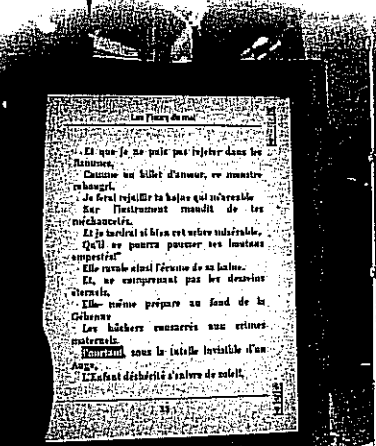 Les Fleurs du mal
Et que je ne puis pas rejeter dans les
flammes,
Comme un billet d'amour, ce monstre
rabougri,
Je ferai rejaillir ta haine qui m'accable
Sur l'instrument maudit de tes
méchancetés,
Et je tordrai si bien cet arbre misérable,
Qu'il ne pourra pousser ses boutons
empestés!"
Elle ravale ainsi l'écume de sa haine,
Et, ne comprenant pas les desseins
éternels,
Elle-même prépare au fond de la
Géhenne
Les bûchers consacrés aux crimes
maternels.
Pourtant, sous la tutelle invisible d'un
Ange,
L'Enfant déshérité s'enivre de soleil,